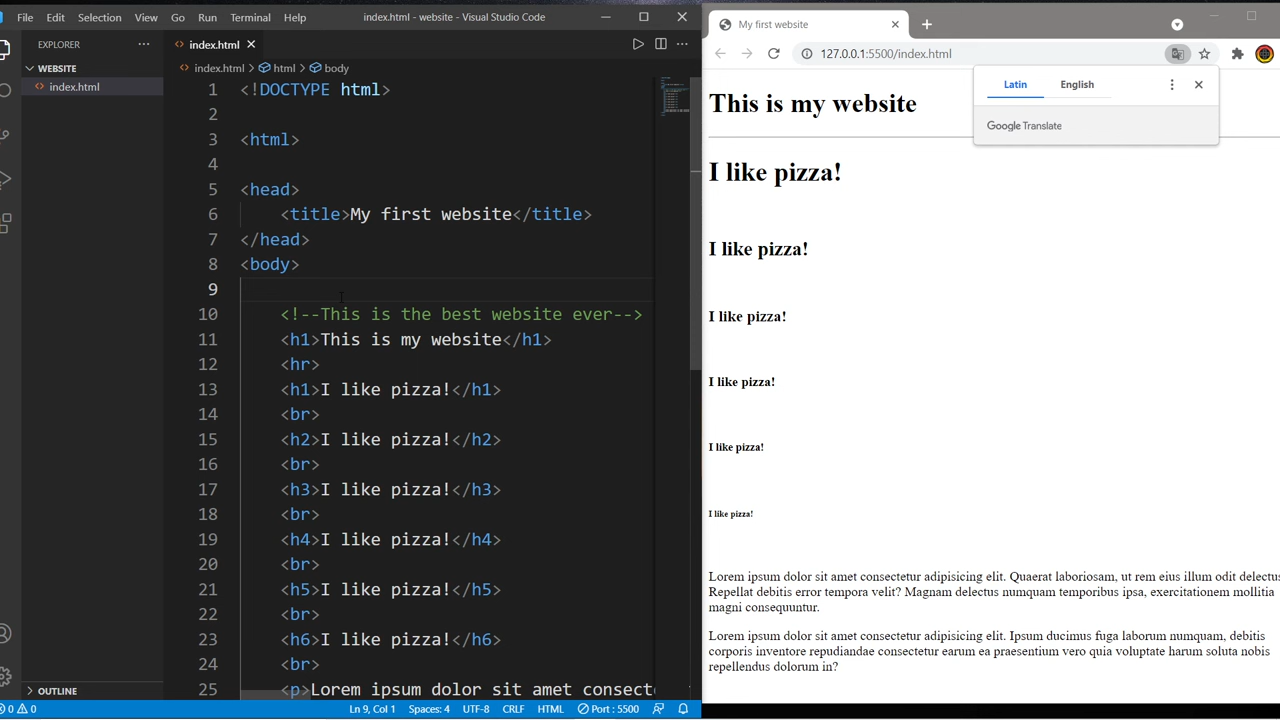 File Edit Selection View Go Run Terminal Help index.html - website - Visual Studio Code
EXPLORER
index.html
WEBSITE
index.html
index.html html body
1 <!DOCTYPE html>
2
3 <html>
4
5 <head>
6 <title>My first website</title>
7 </head>
8 <body>
9
10 <!--This is the best website ever-->
11 <h1>This is my website</h1>
12 <hr>
13 <h1>I like pizza!</h1>
14 <br>
15 <h2>I like pizza!</h2>
16 <br>
17 <h3>I like pizza!</h3>
18 <br>
19 <h4>I like pizza!</h4>
20 <br>
21 <h5>I like pizza!</h5>
22 <br>
23 <h6>I like pizza!</h6>
24 <br>
25 <p>Lorem ipsum dolor sit amet consect
OUTLINE
0 0 Ln 9, Col 1 Spaces: 4 UTF-8 CRLF HTML Port : 5500
My first website
127.0.0.1:5500/index.html
Latin English
Google Translate
This is my website
I like pizza!
I like pizza!
I like pizza!
I like pizza!
I like pizza!
I like pizza!
Lorem ipsum dolor sit amet consectetur adipisicing elit. Quaerat laboriosam, ut rem eius illum odit delectus
Repellat debitis error tempora velit? Magnam delectus numquam temporibus ipsa, exercitationem mollitia
magni consequuntur.
Lorem ipsum dolor sit amet consectetur adipisicing elit. Ipsum ducimus fuga laborum numquam, debitis
corporis inventore repudiandae consectetur earum ea praesentium vero quia voluptate harum soluta nobis
repellendus dolorum in?